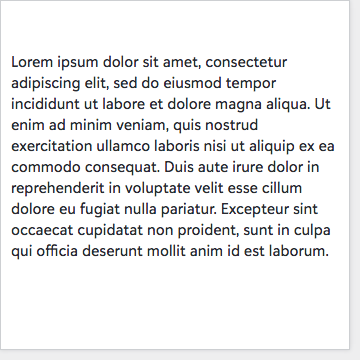 Lorem ipsum dolor sit amet, consectetur
adipiscing elit, sed do eiusmod tempor
incididunt ut labore et dolore magna aliqua. Ut
enim ad minim veniam, quis nostrud
exercitation ullamco laboris nisi ut aliquip ex ea
commodo consequat. Duis aute irure dolor in
reprehenderit in voluptate velit esse cillum
dolore eu fugiat nulla pariatur. Excepteur sint
occaecat cupidatat non proident, sunt in culpa
qui officia deserunt mollit anim id est laborum.